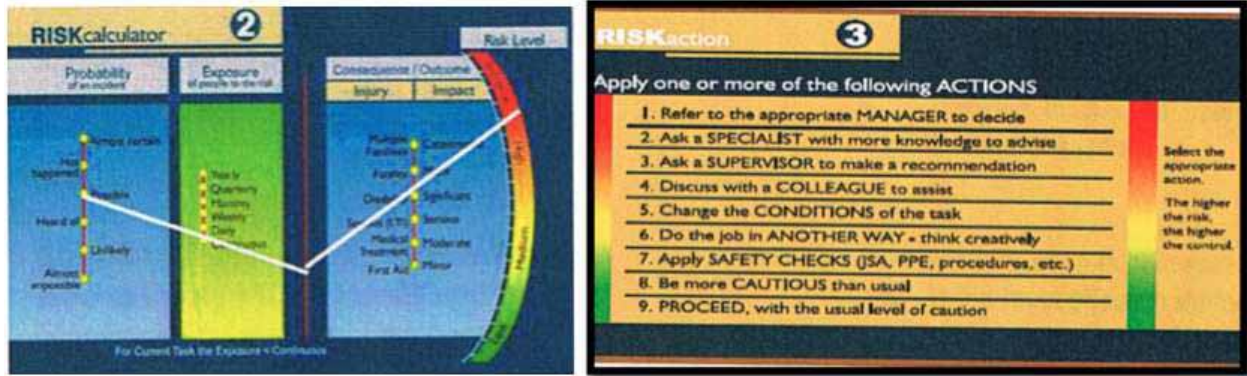 RISKcalculator 2
Risk Level
Probability
of an incident
Exposure
of people to the risk
Consequence / Outcome
Injury Impact
Almost certain
Has
happened
Possible
Heard of
Unlikely
Almost
impossible
Yearly
Quarterly
Monthly
Weekly
Daily
Continuous
Multiple
Fatalities
Fatality
Serious (LTI)
Medical
Treatment
First Aid
Significant
Serious
Moderate
Minor
High
Medium
For Current Task the Exposure = Continuous
RISKaction 3
Apply one or more of the following ACTIONS
1. Refer to the appropriate MANAGER to decide
2. Ask a SPECIALIST with more knowledge to advise
3. Ask a SUPERVISOR to make a recommendation
4. Discuss with a COLLEAGUE to assist
5. Change the CONDITIONS of the task
6. Do the job in ANOTHER WAY - think creatively
7. Apply SAFETY CHECKS (JSA, PPE, procedures, etc.)
8. Be more CAUTIOUS than usual
9. PROCEED, with the usual level of caution
Select the
appropriate
action.
The higher
the risk,
the higher
the control.